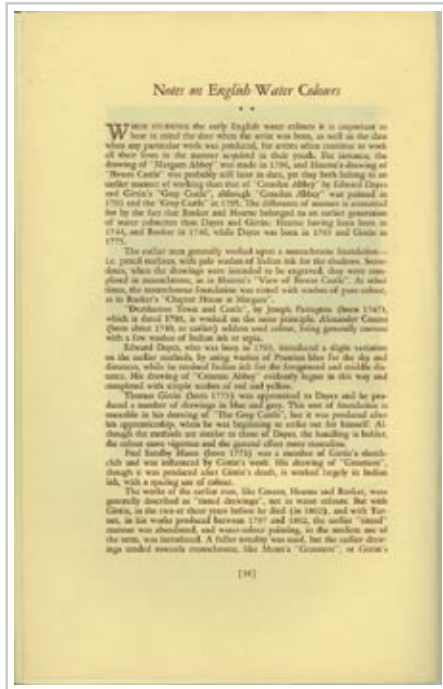 Notes on English Water Colours
WHEN STUDYING the early English water colours it is important to
bear in mind the date when the artist was born, as well as the date
when any particular work was produced, for artists often continue to work
all their lives in the manner acquired in their youth. For instance, the
drawing of "Margam Abbey" was made in 1796, and Hearne's drawing of
Castle" was probably still later in date, yet they both belong to an
earlier manner of working than that of Abbey" by Edward Dayes
and Girtin's Castle", although Abbey" was painted in
and the Castle" in 1795. The difference of manner is accounted
for by the fact that Rooker and Hearne belonged to an earlier generation
of water colourists than Dayes and Girtin: Hearne having been born in
1744, and Rooker in 1746, while Dayes was born in 1763 and Girtin in
1775.
The earlier men generally worked upon a monochrome foundation—
i.e. pencil outlines, with pale washes of Indian ink for the shadows. Some-
times, when the drawings were intended to be engraved, they were com-
pleted in monochrome, as in Hearne's "View of Castle". At other
times, the monochrome foundation was tinted with washes of pure colour,
as in Rooker's "Chapter House at Margam".
"Dumbarton Town and Castle", by Joseph Farington (born 1747),
which is dated is worked on the same principle. Alexander Cozens
(born about or earlier) seldom used colour, being generally content
with a few washes of Indian ink or sepia.
Edward Dayes, who was born in 1763, introduced a slight variation
on the earlier methods, by using washes of Prussian blue for the sky and
distances, while he retained Indian ink for the foreground and middle dis-
tance. His drawing of Abbey" evidently began in this way and
completed with simple washes of red and yellow.
Thomas Girtin (born 1775) was apprenticed to Dayes and he pro-
duced a number of drawings in blue and grey. This sort of foundation is
traceable in his drawing of "The Castle", but it was produced after
his apprenticeship, when he was beginning to strike out for himself. Al-
though the methods are similar to those of Dayes, the handling is bolder,
the colour more vigorous and the general effect more masculine.
Paul Sandby Munn (born 1773) was a member of Girtin's sketch-
club and was influenced by Girtin's work. His drawing of
though it was produced after Girtin's death, is worked largely in Indian
ink, with a sparing use of colour.
The works of the earlier men, like Cozens, Hearne and Rooker, were
generally described as "tinted drawings", not as water colours. But with
Girtin, in the two or three years before he died (in 1802), and with Tur-
ner, in his works produced between 1797 and 1802, the earlier "tinted"
manner was abandoned, and water-colour painting, in the modern use of
the term, was introduced. A fuller tonality was used, but the earlier draw-
ings tended towards monochrome, like Munn's or Girtin's